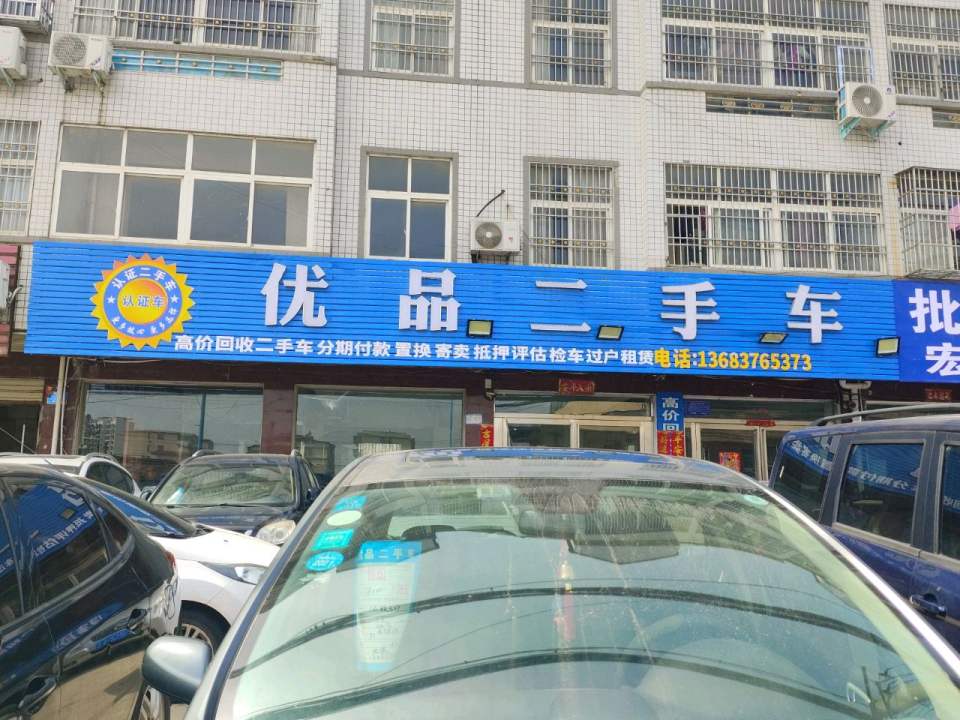 优品二手车
认证二手车
认证车
高价回收二手车 分期付款 置换 寄卖 抵押 评估 检车 过户 租赁 电话:13683765373
批
宏
高价回
品二手车